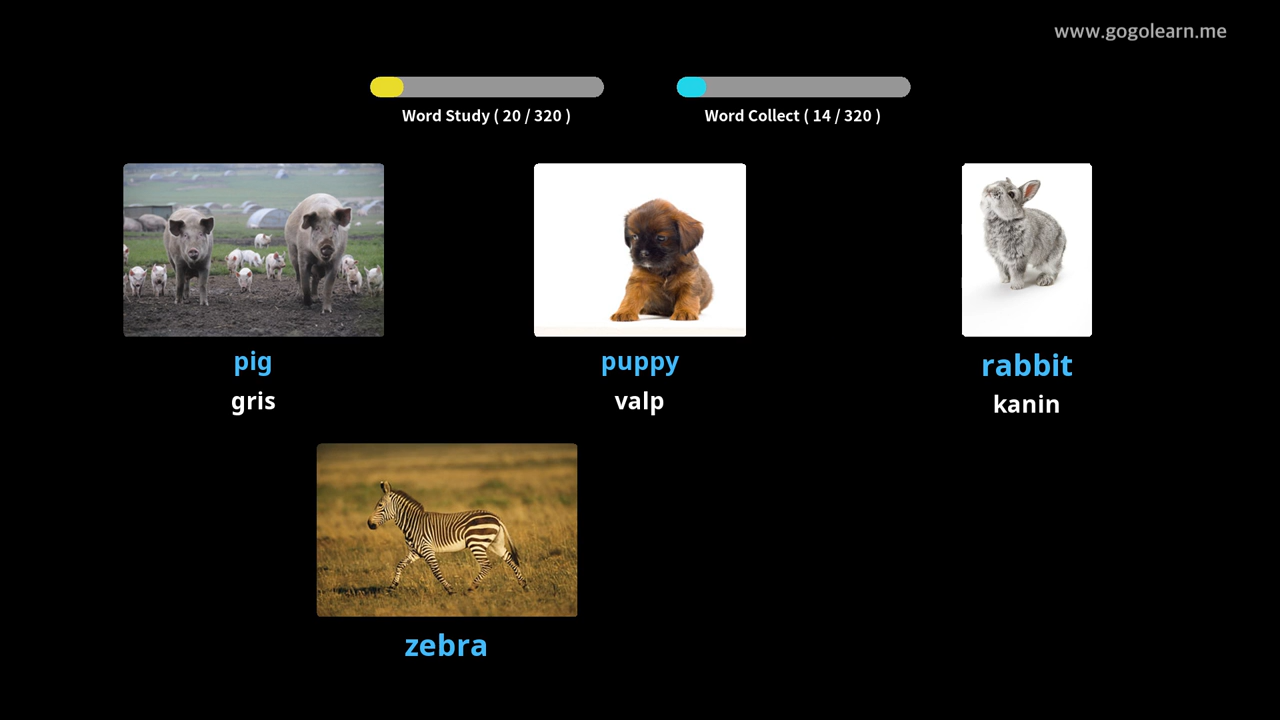 www.gogolearn.me
Word Study ( 20 / 320 )
Word Collect ( 14 / 320 )
pig
gris
puppy
valp
rabbit
kanin
zebra